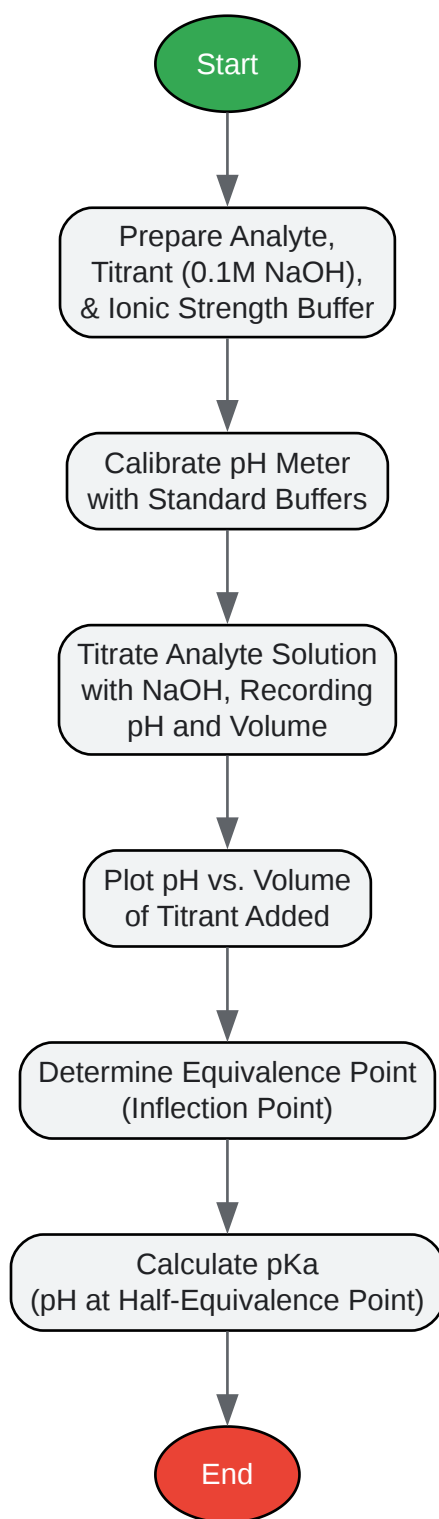 Start
Prepare Analyte,
Titrant (0.1M NaOH),
& Ionic Strength Buffer
Calibrate pH Meter
with Standard Buffers
Titrate Analyte Solution
with NaOH, Recording
pH and Volume
Plot pH vs. Volume
of Titrant Added
Determine Equivalence Point
(Inflection Point)
Calculate pKa
(pH at Half-Equivalence Point)
End